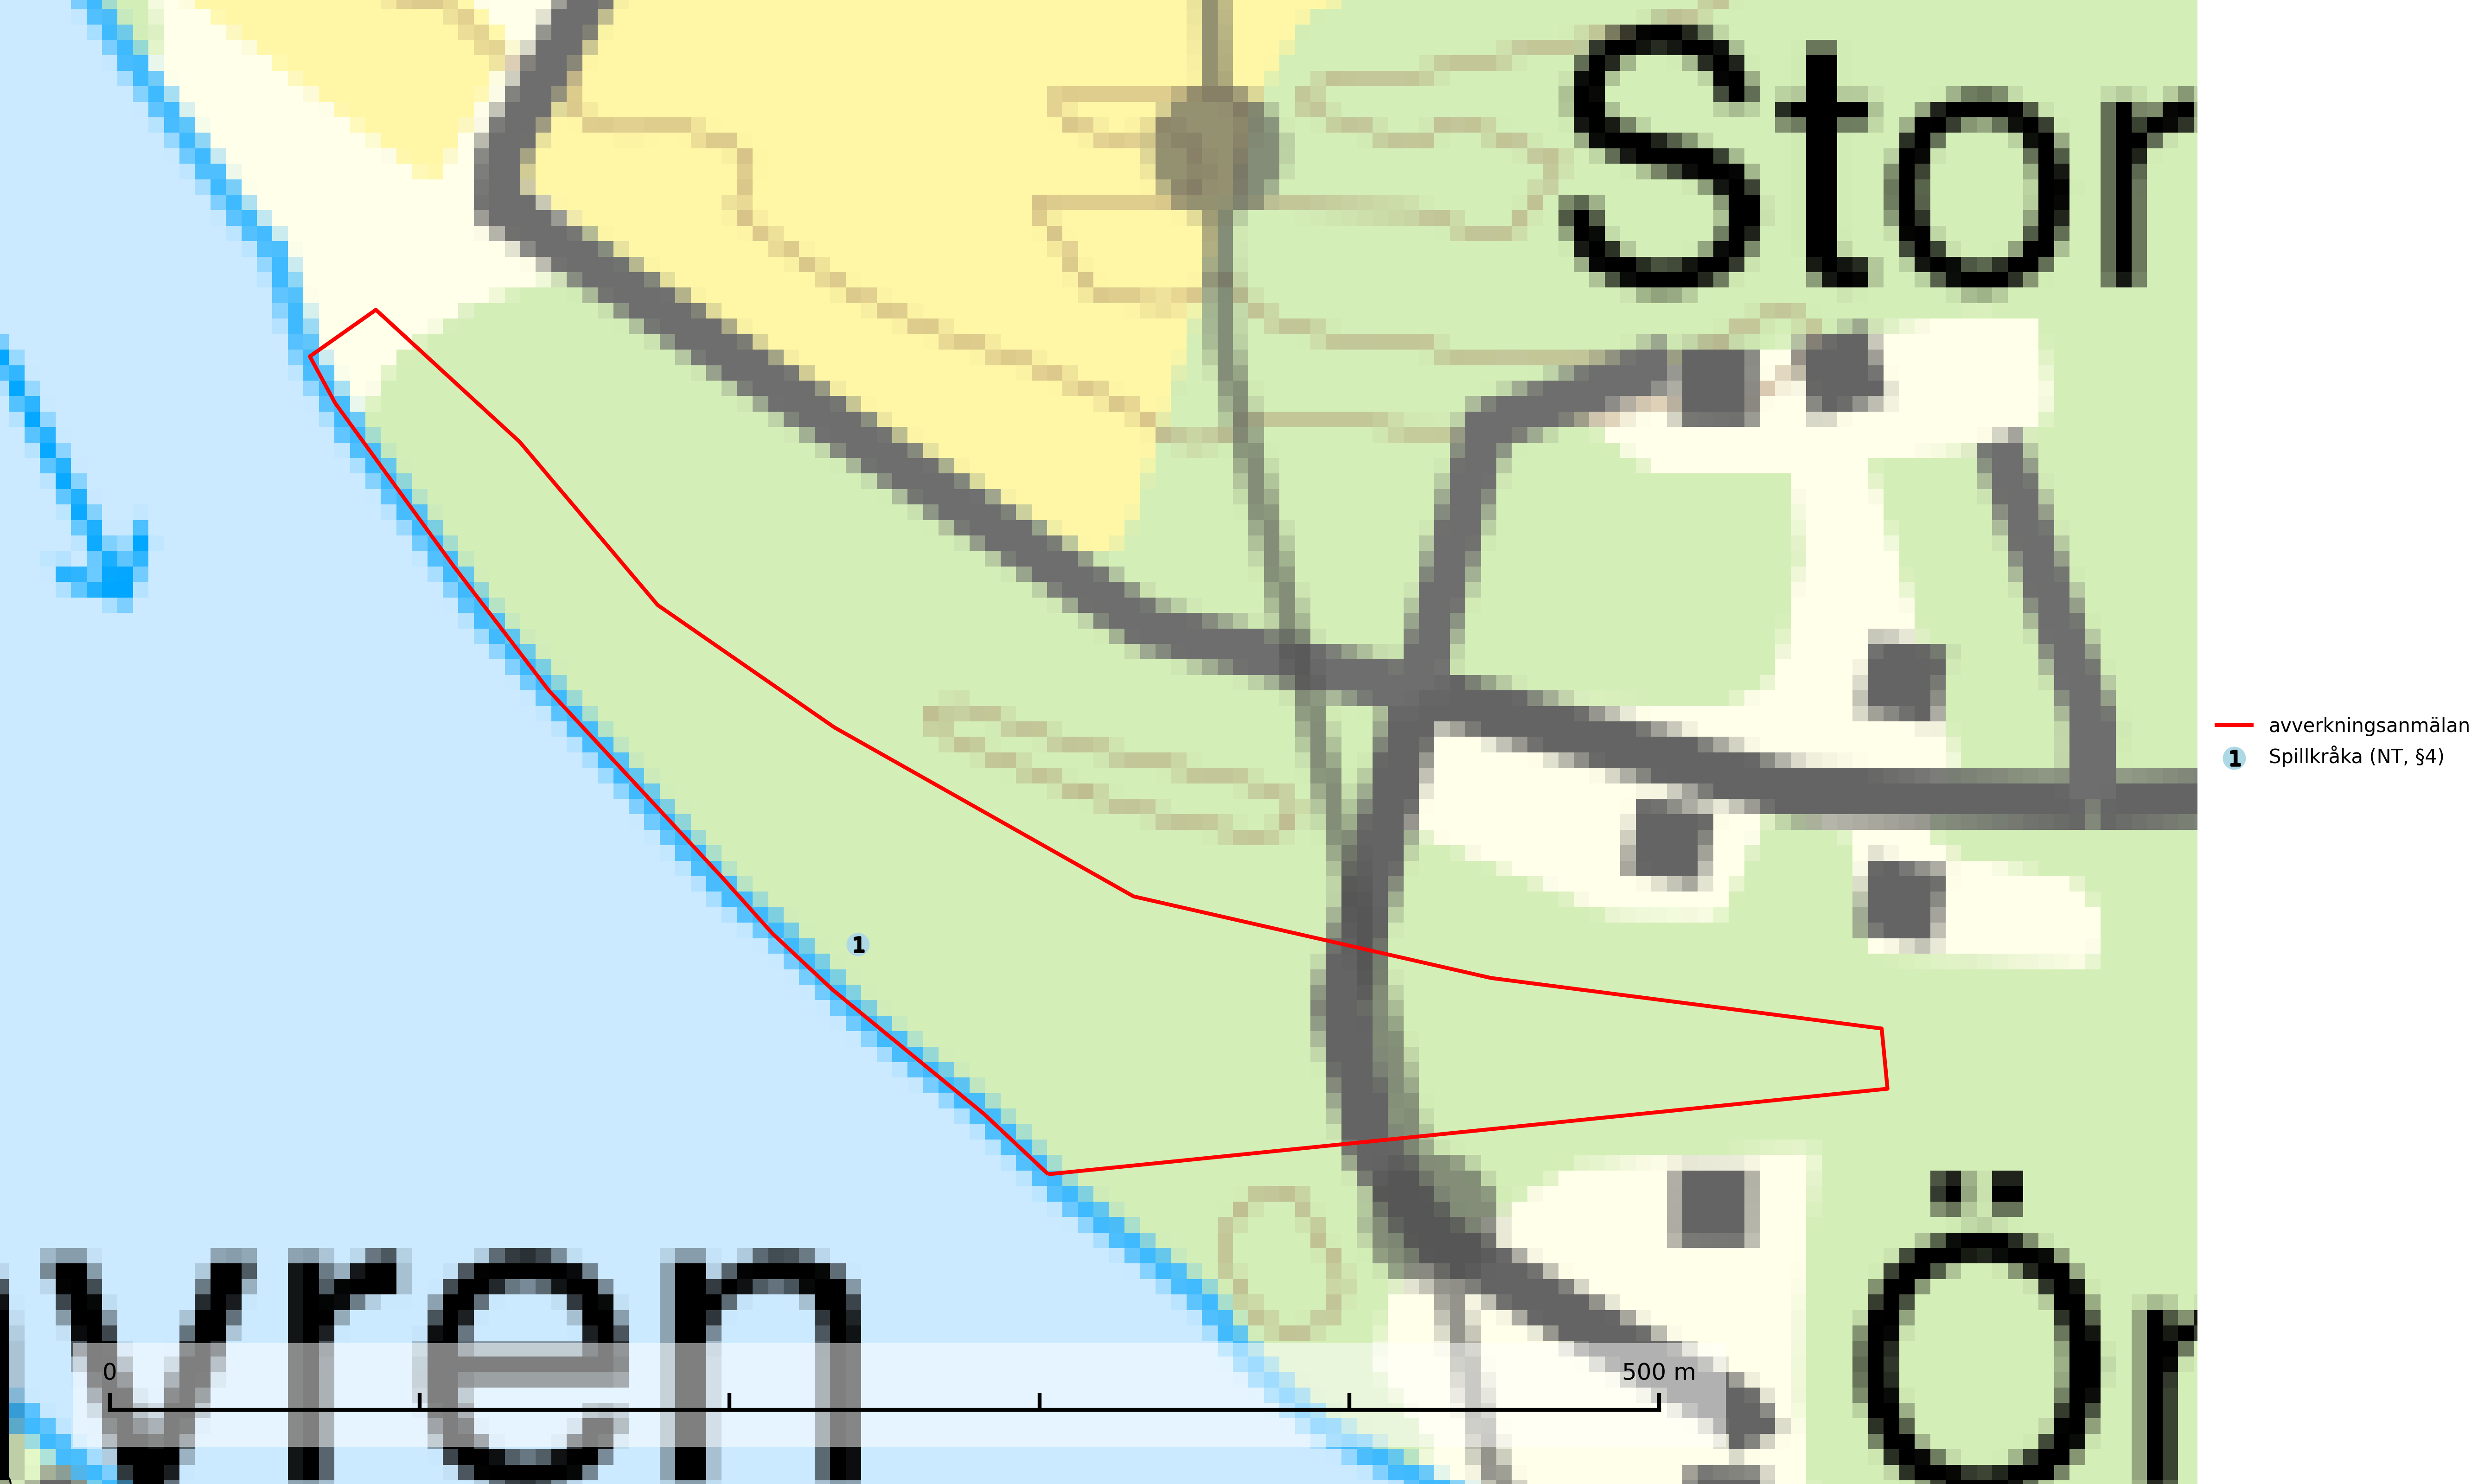 Stor
avverkningsanmälan
1 Spillkråka (NT, §4)
1
Ör
vren
0 500 m